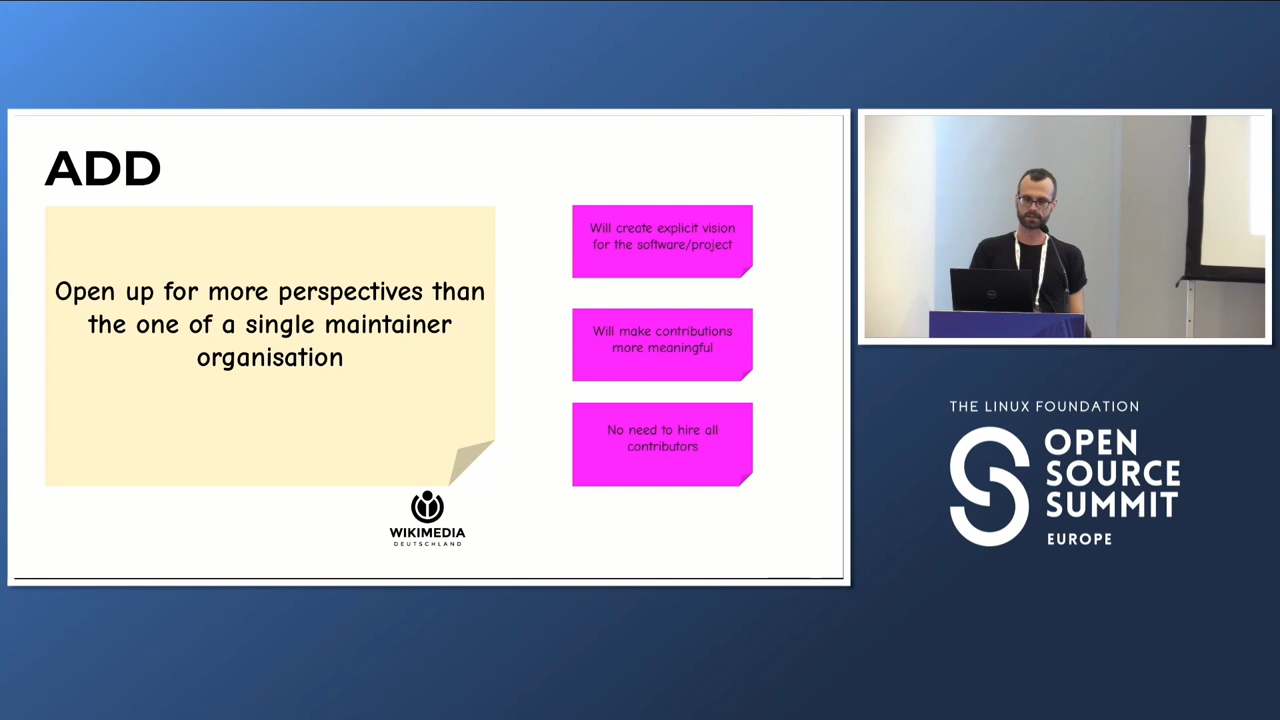 ADD
Open up for more perspectives than
the one of a single maintainer
organisation
Will create explicit vision
for the software/project
Will make contributions
more meaningful
No need to hire all
contributors
WIKIMEDIA
DEUTSCHLAND
THE LINUX FOUNDATION
OPEN
SOURCE
SUMMIT
EUROPE